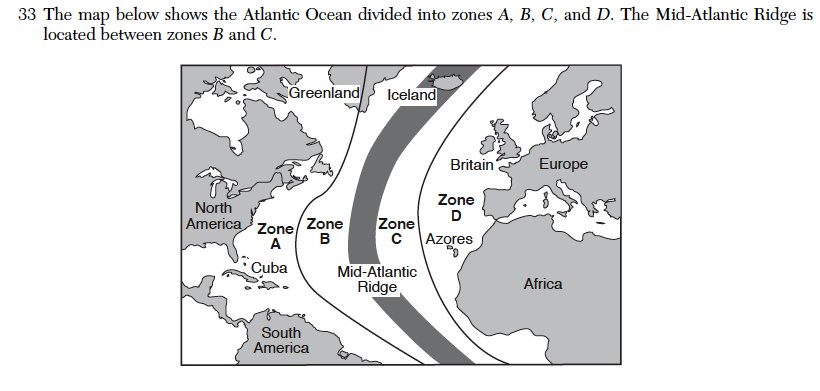 33 The map below shows the Atlantic Ocean divided into zones A, B, C, and D. The Mid-Atlantic Ridge is
located between zones B and C.
Greenland
Iceland
Britain
Europe
North
America
Zone
A
Zone
B
Zone
C
Zone
D
Azores
Cuba
Mid-Atlantic
Ridge
Africa
South
America